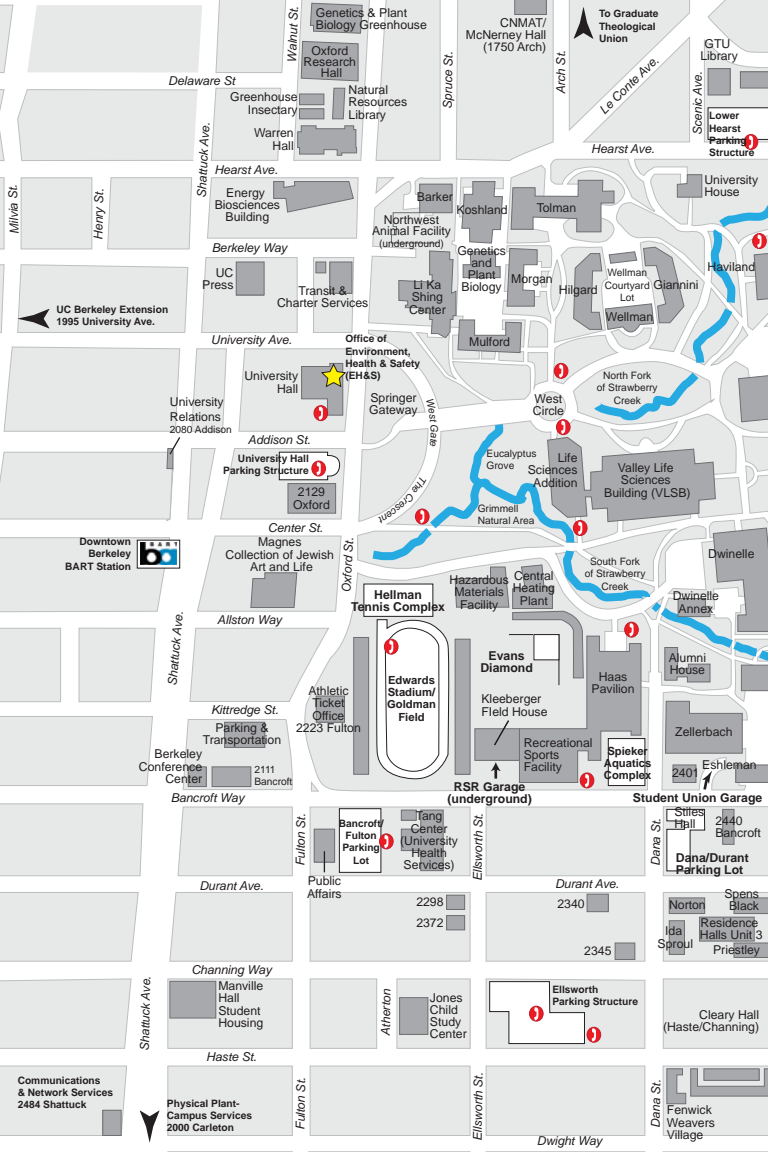 Genetics & Plant
Biology Greenhouse
Walnut St.
CNMAT/
McNerney Hall
(1750 Arch)
To Graduate
Theological
Union
GTU
Library
Oxford
Research
Hall
Spruce St.
Arch St.
Le Conte Ave.
Scenic Ave.
Delaware St
Greenhouse
Insectary
Natural
Resources
Library
Warren
Hall
Lower
Hearst
Parking
Structure
Hearst Ave.
Shattuck Ave.
Hearst Ave.
Milvia St.
Henry St.
Energy
Biosciences
Building
Barker
Koshland
Tolman
University
House
Northwest
Animal Facility
(underground)
Berkeley Way
Genetics
and
Plant
Biology
Morgan
Hilgard
Wellman
Courtyard
Lot
Giannini
Haviland
UC
Press
Transit &
Charter Services
Li Ka
Shing
Center
Wellman
UC Berkeley Extension
1995 University Ave.
University Ave.
Mulford
Office of
Environment,
Health & Safety
(EH&S)
University
Hall
North Fork
of Strawberry
Creek
Springer
Gateway
West Gate
West
Circle
University
Relations
2080 Addison
Addison St.
University Hall
Parking Structure
Eucalyptus
Grove
Life
Sciences
Addition
Valley Life
Sciences
Building (VLSB)
2129
Oxford
The Crescent
Grimmell
Natural Area
Center St.
Downtown
Berkeley
BART Station
BART
ba
Magnes
Collection of Jewish
Art and Life
Oxford St.
Dwinelle
South Fork
of Strawberry
Creek
Hazardous
Materials
Facility
Central
Heating
Plant
Hellman
Tennis Complex
Dwinelle
Annex
Allston Way
Shattuck Ave.
Evans
Diamond
Alumni
House
Edwards
Stadium/
Goldman
Field
Haas
Pavilion
Athletic
Ticket
Office
2223 Fulton
Kleeberger
Field House
Kittredge St.
Parking &
Transportation
Zellerbach
Recreational
Sports
Facility
Spieker
Aquatics
Complex
Berkeley
Conference
Center
2111
Bancroft
2401
Eshleman
RSR Garage
(underground)
Student Union Garage
Bancroft Way
Fulton St.
Bancroft/
Fulton
Parking
Lot
Tang
Center
(University
Health
Services)
Ellsworth St.
Dana St.
Stiles
Hall
2440
Bancroft
Dana/Durant
Parking Lot
Public
Affairs
Durant Ave.
Durant Ave.
2298
2372
2340
2345
Norton
Spens
Black
Ida
Sproul
Residence
Halls Unit 3
Priestley
Channing Way
Manville
Hall
Student
Housing
Shattuck Ave.
Atherton
Jones
Child
Study
Center
Ellsworth
Parking Structure
Cleary Hall
(Haste/Channing)
Haste St.
Communications
& Network Services
2484 Shattuck
Physical Plant-
Campus Services
2000 Carleton
Fulton St.
Ellsworth St.
Dana St.
Fenwick
Weavers
Village
Dwight Way